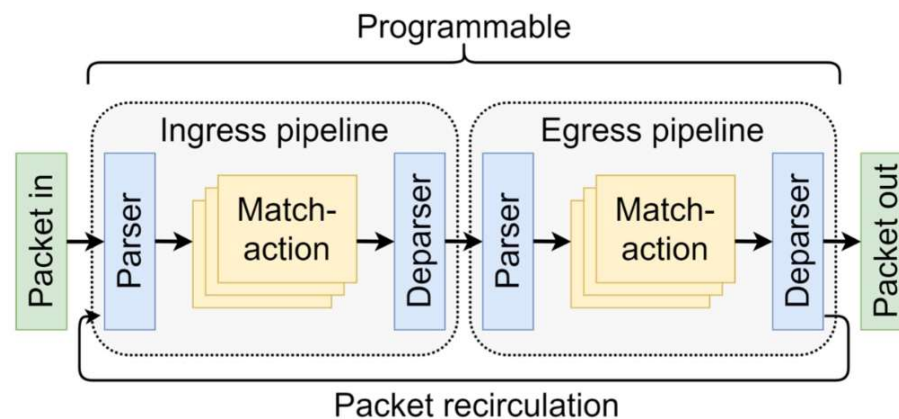 Programmable
Ingress pipeline
Egress pipeline
Packet in
Parser
Match-
action
Deparser
Parser
Match-
action
Deparser
Packet out
Packet recirculation